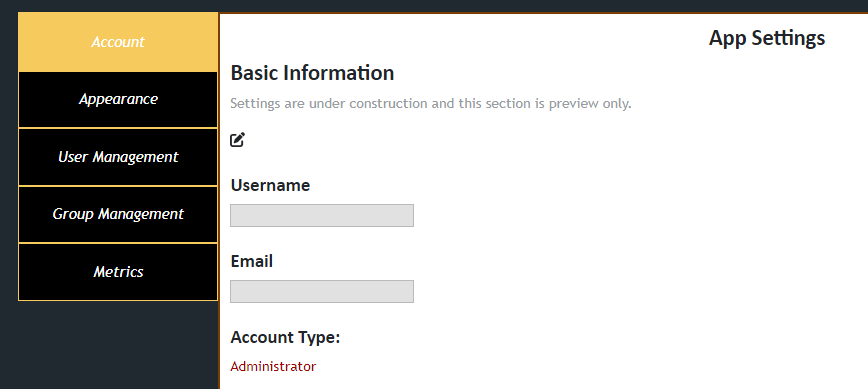 Account
Appearance
User Management
Group Management
Metrics
App Settings
Basic Information
Settings are under construction and this section is preview only.
Username
Email
Account Type:
Administrator